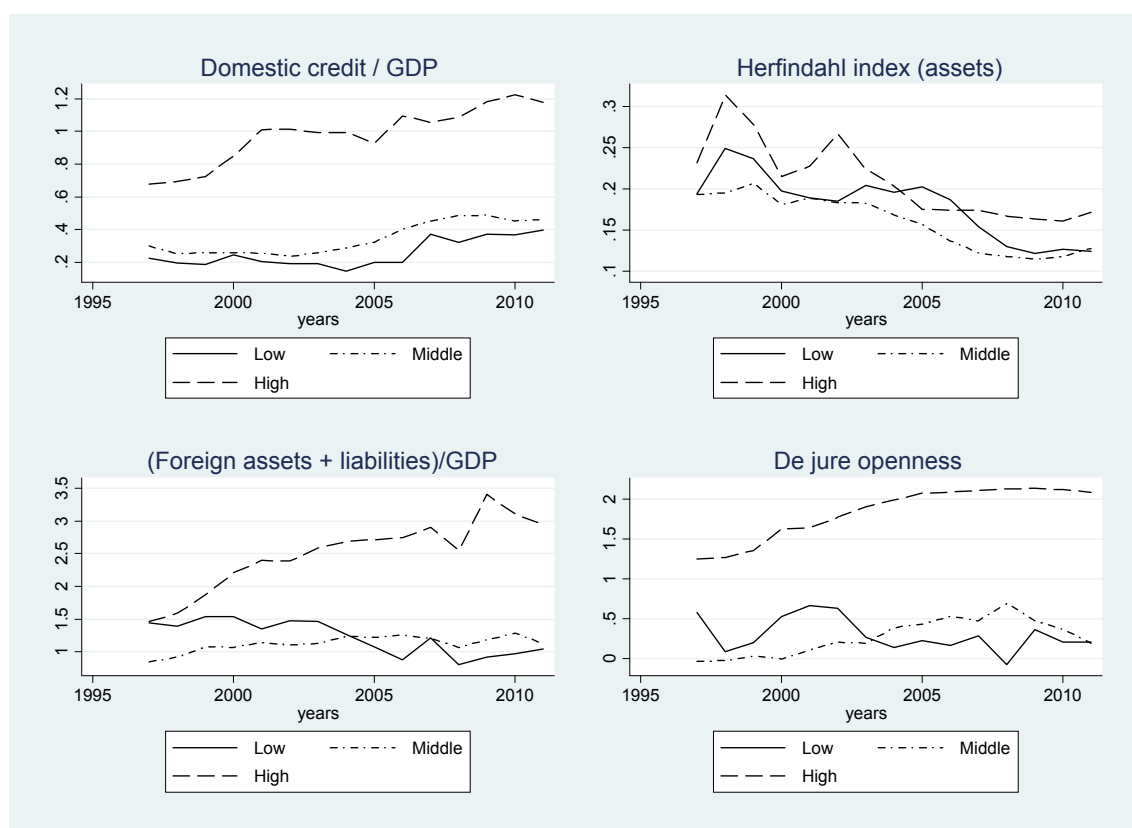 Domestic credit / GDP
1.2
1
.8
.6
.4
.2
1995 2000 2005 2010
years
Low Middle
High
Herfindahl index (assets)
.3
.25
.2
.15
.1
1995 2000 2005 2010
years
Low Middle
High
(Foreign assets + liabilities)/GDP
3.5
3
2.5
2
1.5
1
1995 2000 2005 2010
years
Low Middle
High
De jure openness
2
1.5
1
.5
0
1995 2000 2005 2010
years
Low Middle
High